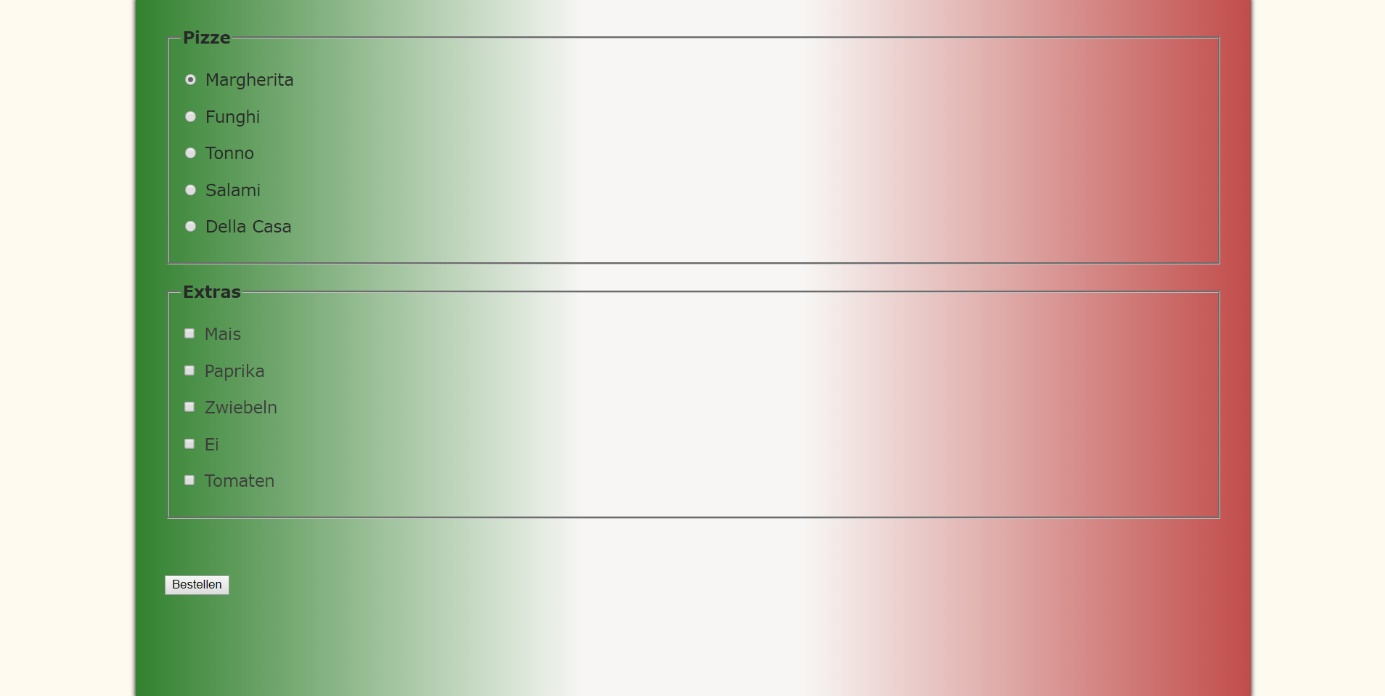 Pizze
Margherita
Funghi
Tonno
Salami
Della Casa
Extras
Mais
Paprika
Zwiebeln
Ei
Tomaten
Bestellen